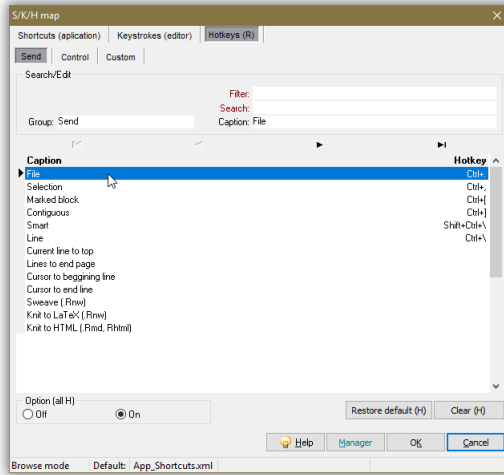 S/K/H map
Shortcuts (aplication) Keystrokes (editor) Hotkeys (R)
Send Control Custom
Search/Edit
Filter:
Search:
Group: Send Caption: File
Caption Hotkey
File Ctrl+.
Selection Ctrl+,
Marked block Ctrl+[
Contiguous Ctrl+]
Smart Shift+Ctrl+\
Line Ctrl+\
Current line to top
Lines to end page
Cursor to beggining line
Cursor to end line
Sweave (.Rnw)
Knit to LaTeX (.Rnw)
Knit to HTML (.Rmd, Rhtml)
Option (all H)
Off On
Restore default (H) Clear (H)
Help Manager OK Cancel
Browse mode Default: App_Shortcuts.xml